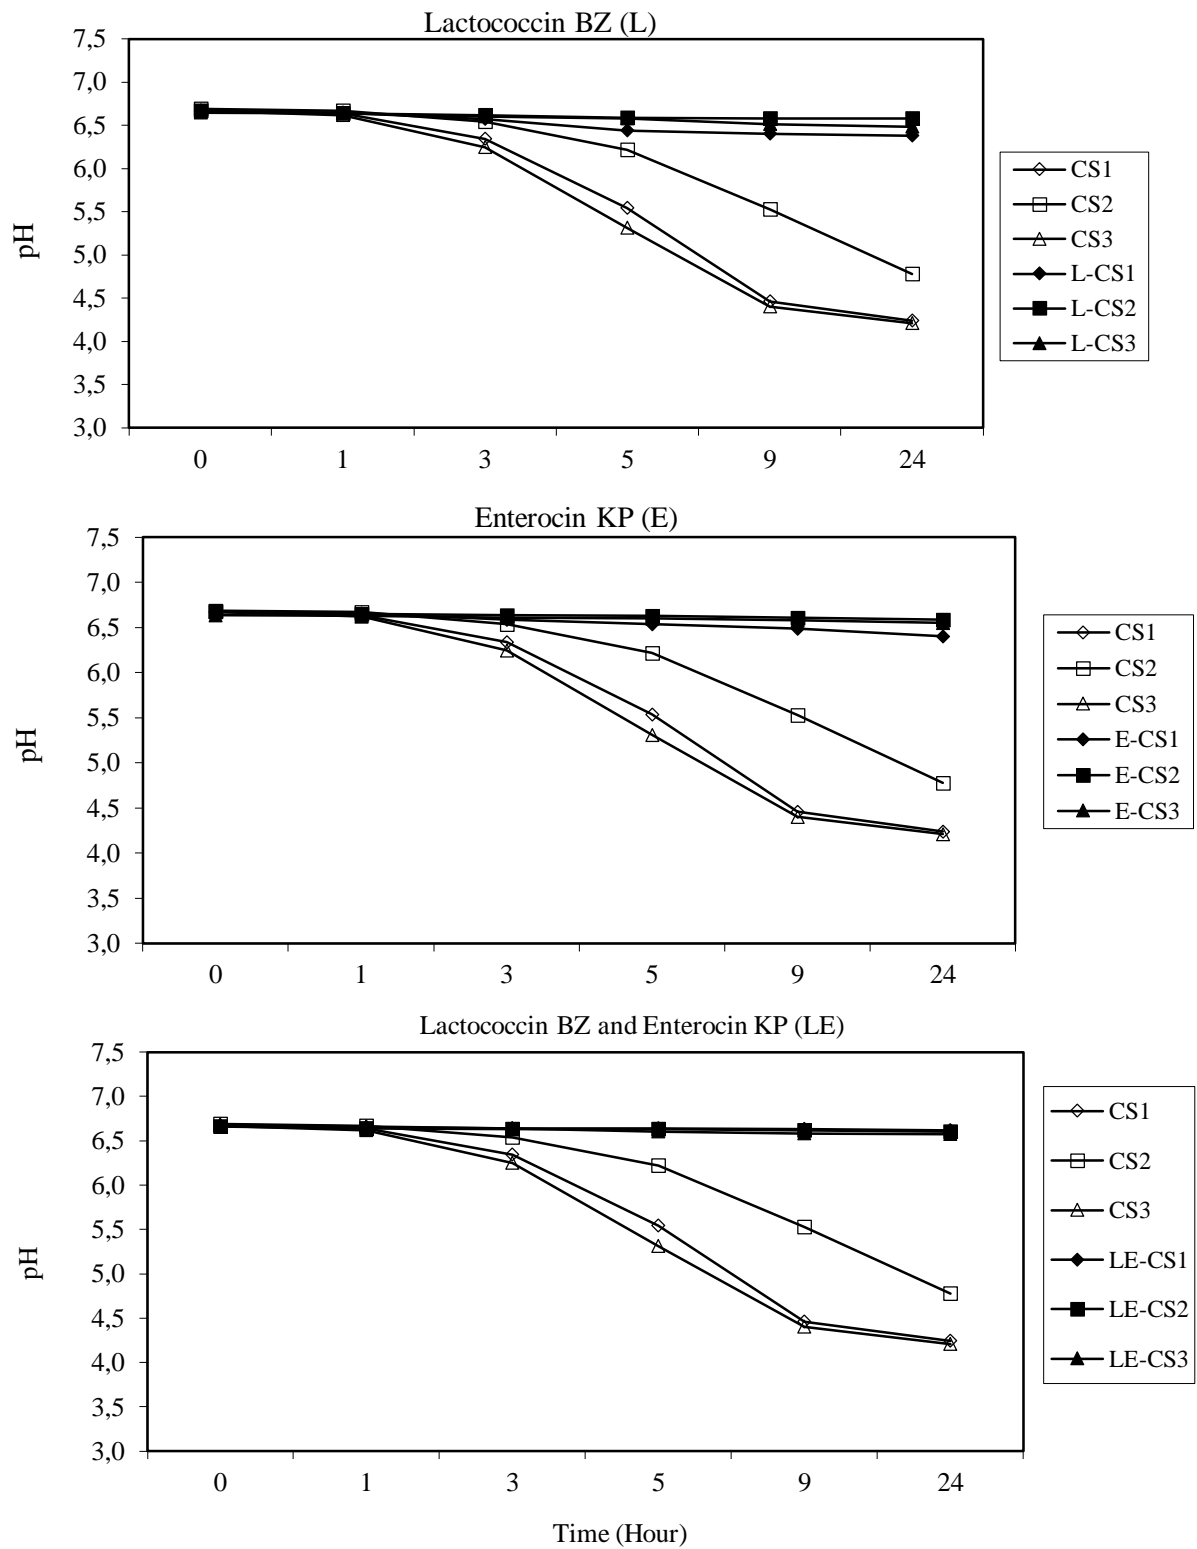 Lactococcin BZ (L)
7,5
7,0
6,5
6,0
5,5
5,0
4,5
4,0
3,5
3,0
pH
0 1 3 5 9 24
CS1
CS2
CS3
L-CS1
L-CS2
L-CS3
Enterocin KP (E)
7,5
7,0
6,5
6,0
5,5
5,0
4,5
4,0
3,5
3,0
pH
0 1 3 5 9 24
CS1
CS2
CS3
E-CS1
E-CS2
E-CS3
Lactococcin BZ and Enterocin KP (LE)
7,5
7,0
6,5
6,0
5,5
5,0
4,5
4,0
3,5
3,0
pH
0 1 3 5 9 24
CS1
CS2
CS3
LE-CS1
LE-CS2
LE-CS3
Time (Hour)